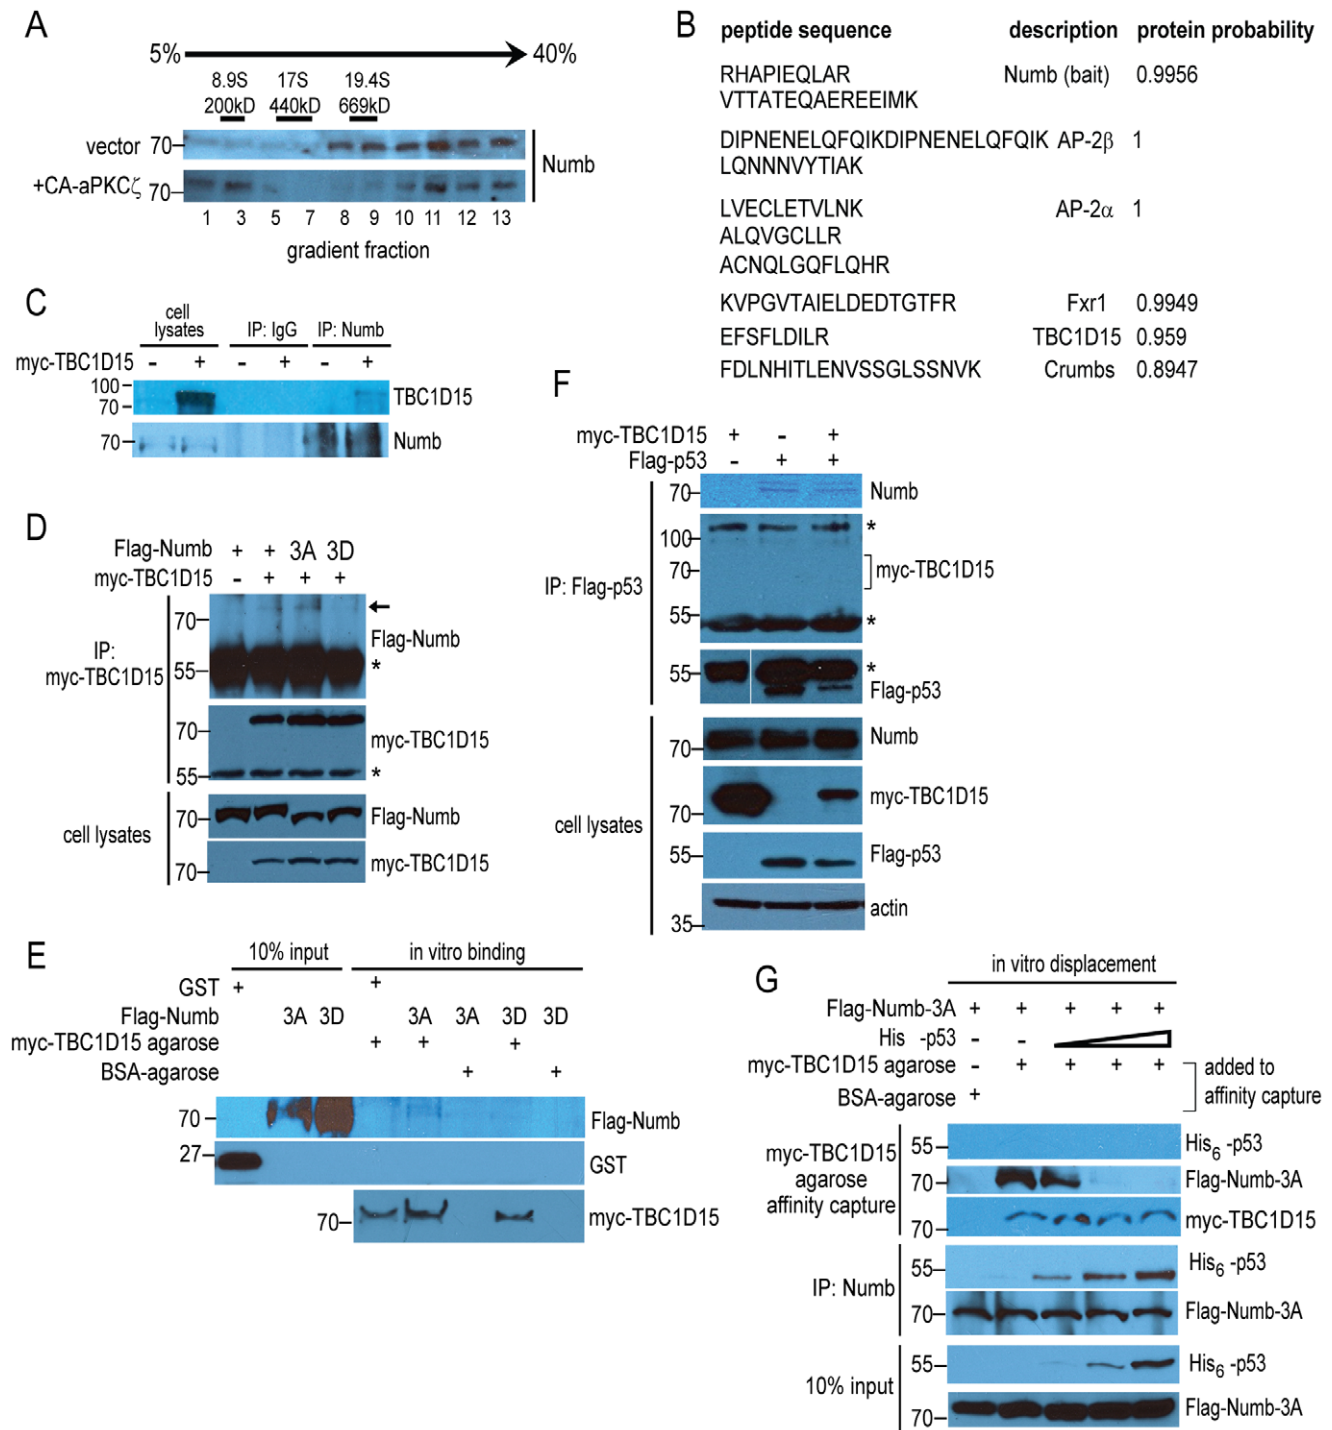 A
5% 40%
8.9S 17S 19.4S
200kD 440kD 669kD
vector 70
+CA-aPKCζ 70
Numb
1 3 5 7 8 9 10 11 12 13
gradient fraction
B
peptide sequence description protein probability
RHAPIEQLAR Numb (bait) 0.9956
VTTATEQAEREEIMK
DIPNENELQFQIKDIPNENELQFQIK AP-2β 1
LQNNNVYTIAK
LVECLETVLNK AP-2α 1
ALQVGCLLR
ACNQLGQFLQHR
KVPGVTAIELDEDTGTFR Fxr1 0.9949
EFSFLDILR TBC1D15 0.959
FDLNHITLENVSSGLSSNVK Crumbs 0.8947
C
cell lysates IP: IgG IP: Numb
myc-TBC1D15 - + - + - +
100
70
TBC1D15
70 Numb
D
Flag-Numb + + 3A 3D
myc-TBC1D15 - + + +
IP: myc-TBC1D15
70
Flag-Numb
55 *
70 myc-TBC1D15
55 *
cell lysates
70 Flag-Numb
70 myc-TBC1D15
E
10% input in vitro binding
GST + +
Flag-Numb 3A 3D 3A 3A 3D 3D
myc-TBC1D15 agarose + + +
BSA-agarose + +
70 Flag-Numb
27 GST
70 myc-TBC1D15
F
myc-TBC1D15 + - +
Flag-p53 - + +
IP: Flag-p53
70 Numb
*
100
70 myc-TBC1D15
55 *
55 *
Flag-p53
cell lysates
70 Numb
70 myc-TBC1D15
55 Flag-p53
actin
35
G
in vitro displacement
Flag-Numb-3A + + + + +
His -p53 - -
myc-TBC1D15 agarose - + + + +
BSA-agarose +
added to
affinity capture
myc-TBC1D15
agarose
affinity capture
55 His6 -p53
70 Flag-Numb-3A
70 myc-TBC1D15
IP: Numb
55 His6 -p53
70 Flag-Numb-3A
10% input
55 His6 -p53
70 Flag-Numb-3A